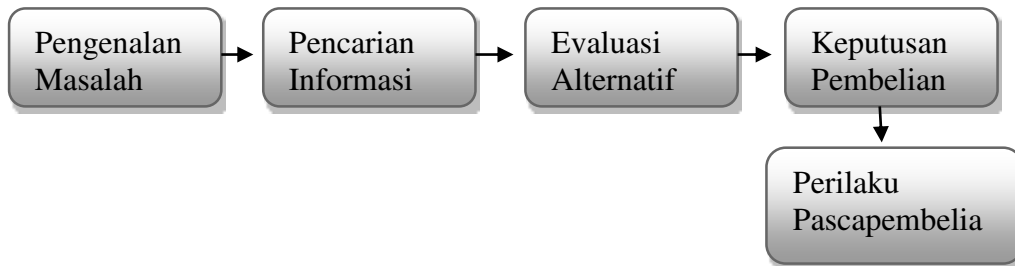 Pengenalan
Masalah
Pencarian
Informasi
Evaluasi
Alternatif
Keputusan
Pembelian
Perilaku
Pascapembelia